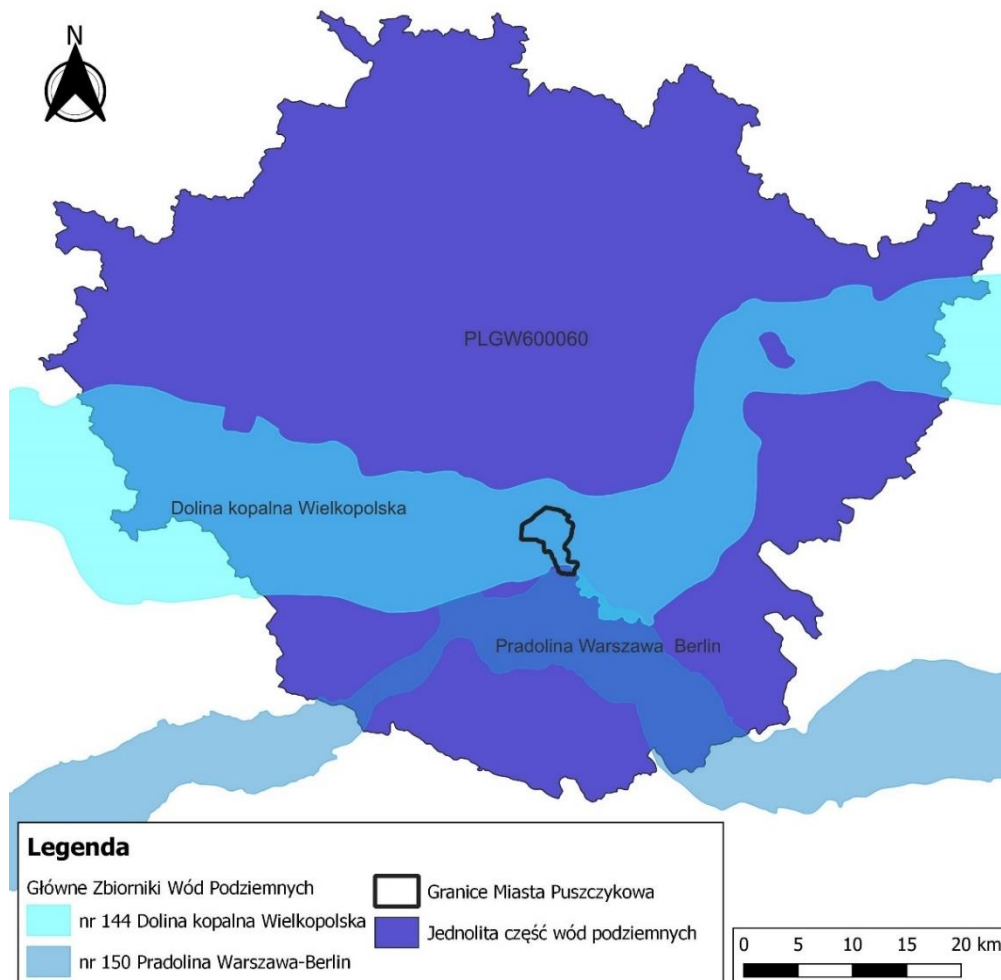 N
PLGW600060
Dolina kopalna Wielkopolska
Pradolina Warszawa Berlin
Legenda
Główne Zbiorniki Wód Podziemnych
nr 144 Dolina kopalna Wielkopolska
nr 150 Pradolina Warszawa-Berlin
Granice Miasta Puszczykowa
Jednolita część wód podziemnych
0 5 10 15 20 km